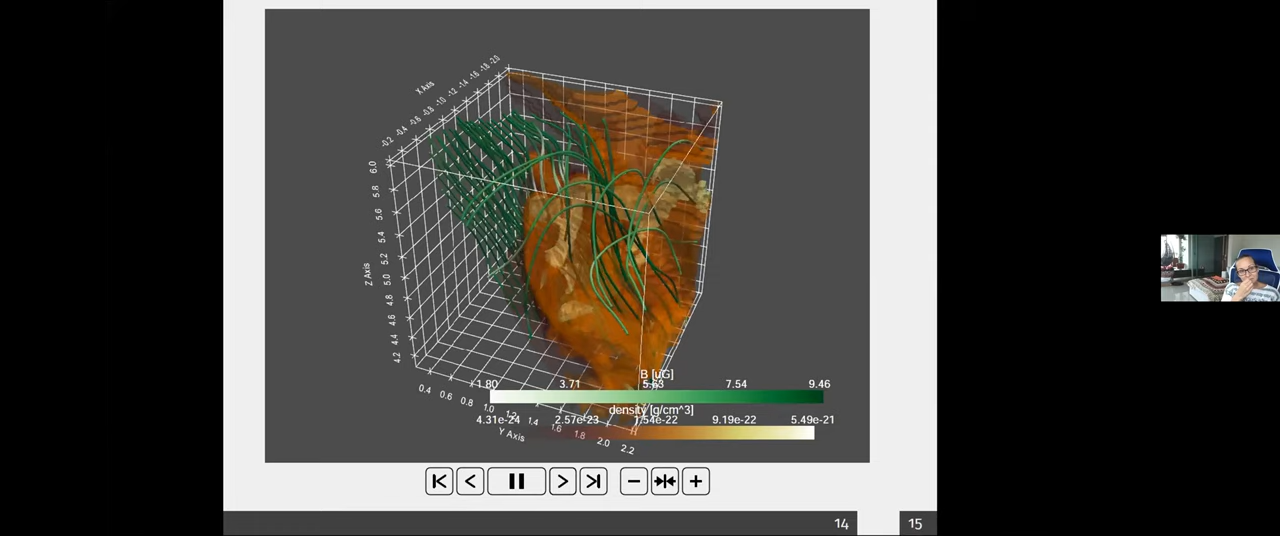 X Axis
-0.2 -0.4 -0.6 -0.8 -1.0 -1.2 -1.4 -1.6 -1.8 -2.0
6.0
5.8
5.6
5.4
5.2
5.0
4.8
4.6
4.4
4.2
Z Axis
0.4 0.6 0.8 1.0 1.2 1.4 1.6 1.8 2.0 2.2
Y Axis
B [uG]
1.80 3.71 5.63 7.54 9.46
density [g/cm^3]
4.31e-24 2.57e-23 1.54e-22 9.19e-22 5.49e-21
14 15